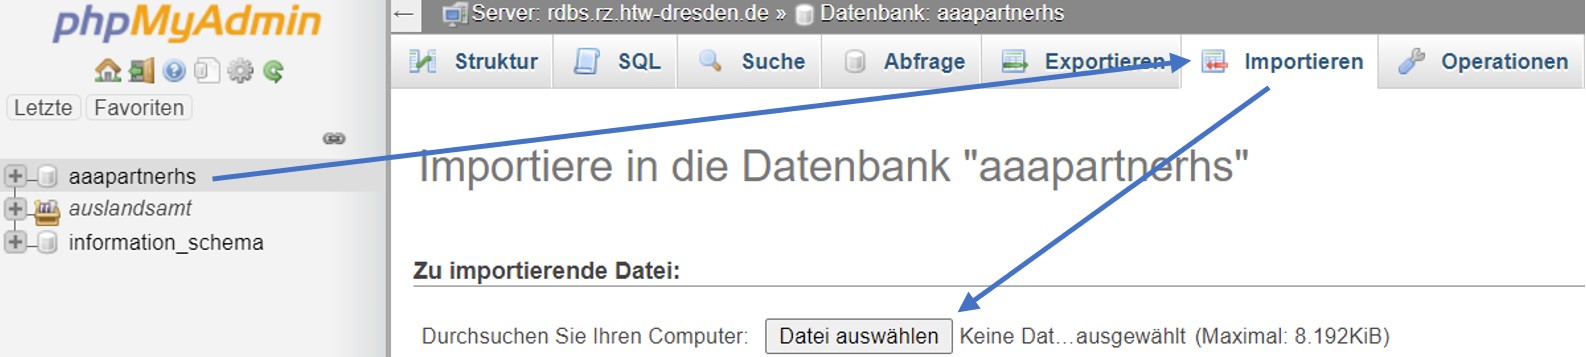 phpMyAdmin
Letzte Favoriten
aaapartnerhs
auslandsamt
information_schema
← Server: rdbs.rz.htw-dresden.de » Datenbank: aaapartnerhs
Struktur SQL Suche Abfrage Exportieren Importieren Operationen
Importiere in die Datenbank "aaapartnerhs"
Zu importierende Datei:
Durchsuchen Sie Ihren Computer: Datei auswählen Keine Dat...ausgewählt (Maximal: 8.192KiB)